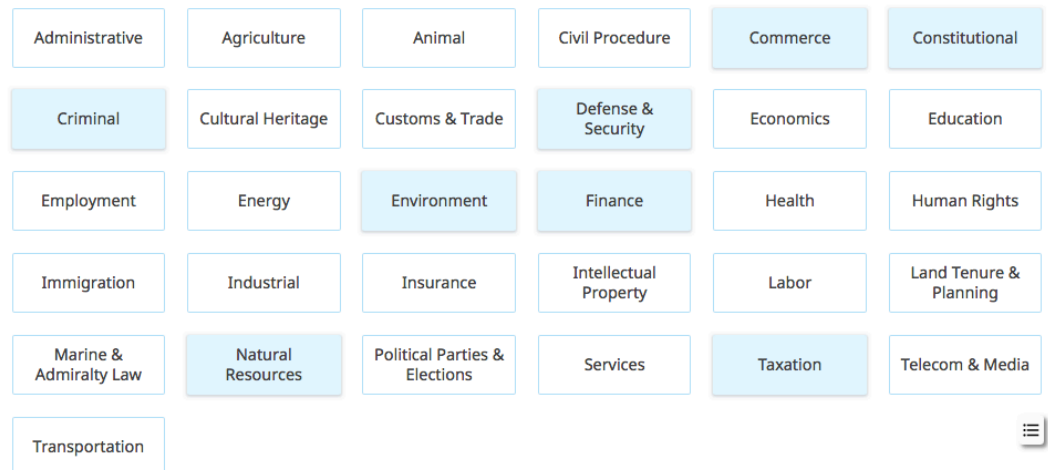 Administrative
Agriculture
Animal
Civil Procedure
Commerce
Constitutional
Criminal
Cultural Heritage
Customs & Trade
Defense &
Security
Economics
Education
Employment
Energy
Environment
Finance
Health
Human Rights
Immigration
Industrial
Insurance
Intellectual
Property
Labor
Land Tenure &
Planning
Marine &
Admiralty Law
Natural
Resources
Political Parties &
Elections
Services
Taxation
Telecom & Media
Transportation